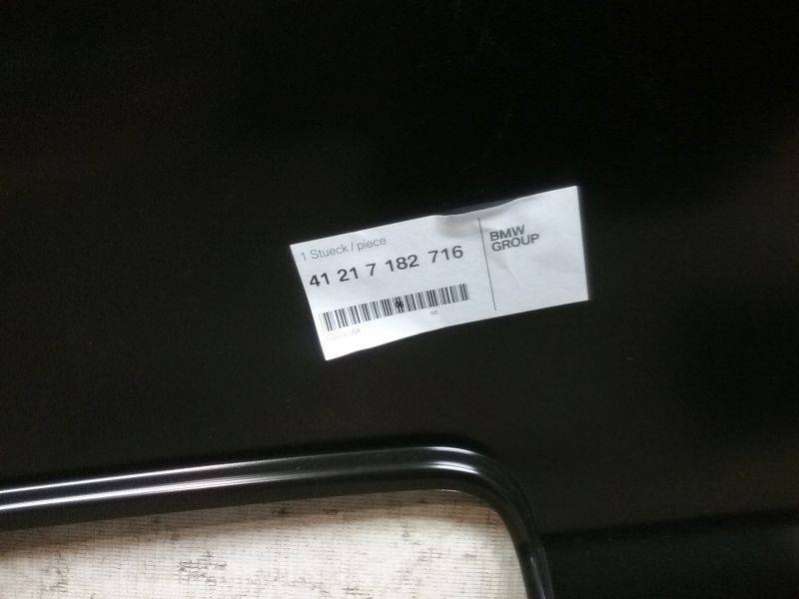 1 Stueck / piece
41 21 7 182 716
BMW
GROUP